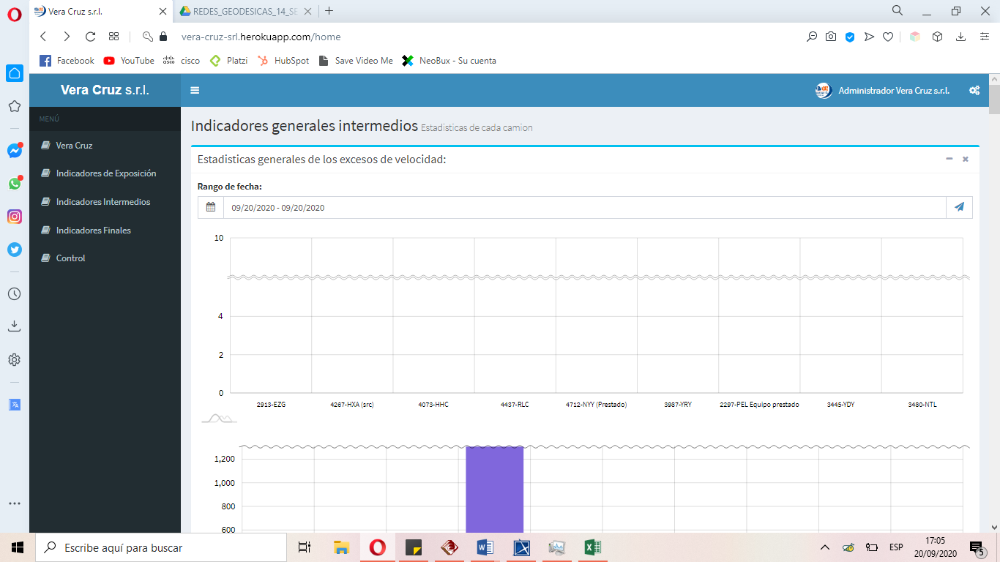 Vera Cruz s.r.l.
REDES_GEODESICAS_14_SE
vera-cruz-srl.herokuapp.com/home
Facebook YouTube cisco Platzi HubSpot Save Video Me NeoBux - Su cuenta
Vera Cruz s.r.l.
Administrador Vera Cruz s.r.l.
MENÚ
Vera Cruz
Indicadores de Exposición
Indicadores Intermedios
Indicadores Finales
Control
Indicadores generales intermedios Estadisticas de cada camion
Estadisticas generales de los excesos de velocidad:
Rango de fecha:
09/20/2020 - 09/20/2020
10
4
2
0
2913-EZG 4267-HXA (src) 4073-HHC 4437-RLC 4712-NYY (Prestado) 3987-YRY 2297-PEL Equipo prestado 3445-YDY 3480-NTL
1,200
1,000
800
600
Escribe aquí para buscar
ESP
17:05
20/09/2020
5